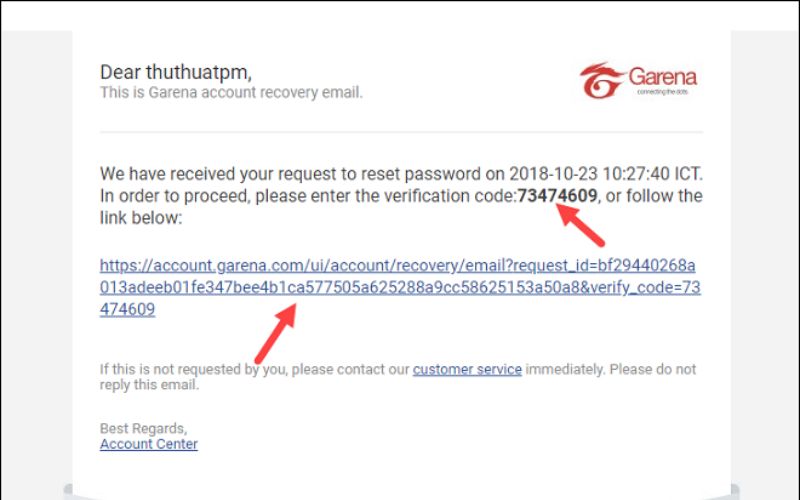 Dear thuthuatpm,
This is Garena account recovery email.
Garena
connecting the dots
We have received your request to reset password on 2018-10-23 10:27:40 ICT.
In order to proceed, please enter the verification code:73474609, or follow the
link below:
https://account.garena.com/ui/account/recovery/email?request_id=bf29440268a
013adeeb01fe347bee4b1ca577505a625288a9cc58625153a50a8&verify_code=73
474609
If this is not requested by you, please contact our customer service immediately. Please do not
reply this email.
Best Regards,
Account Center